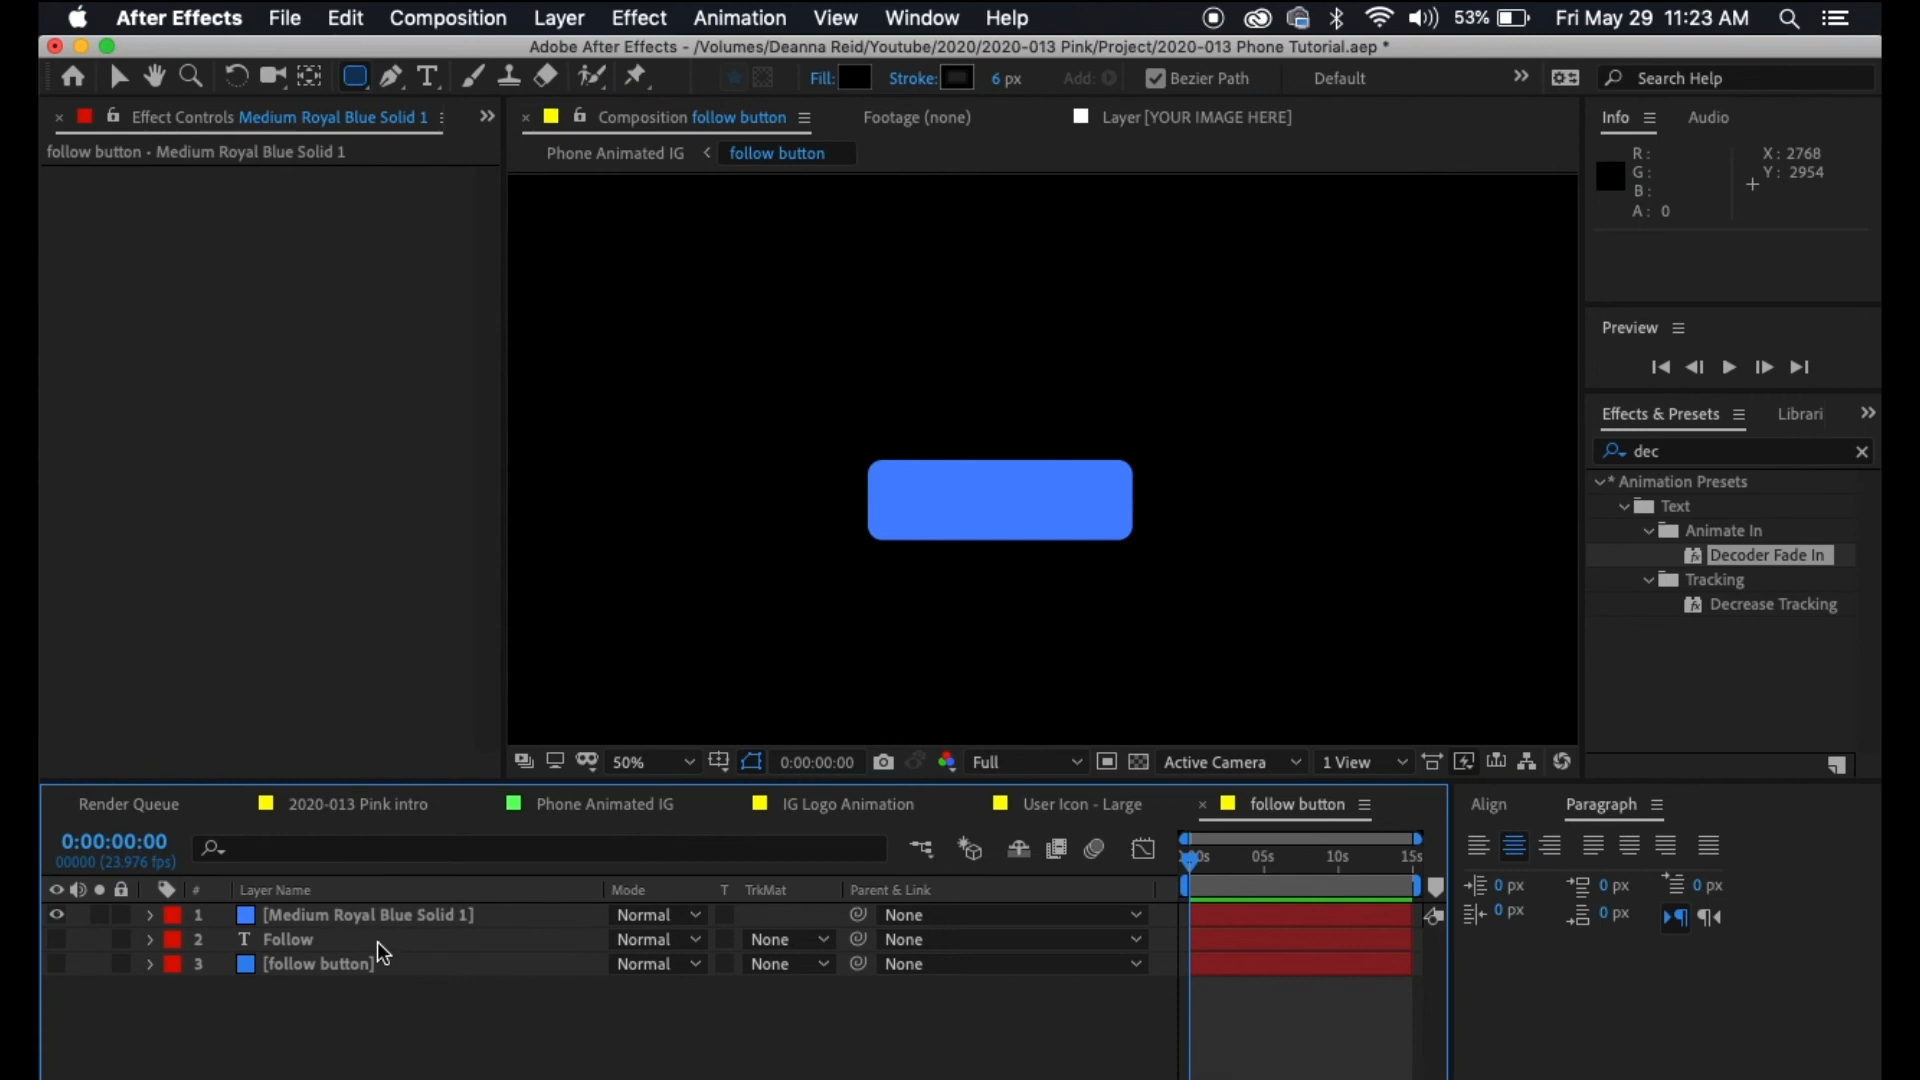 After Effects File Edit Composition Layer Effect Animation View Window Help 53% Fri May 29 11:23 AM
Adobe After Effects - /Volumes/Deanna Reid/Youtube/2020/2020-013 Pink/Project/2020-013 Phone Tutorial.aep *
Fill: Stroke: 6 px Add: Bezier Path Default Search Help
Effect Controls Medium Royal Blue Solid 1
Composition follow button
Footage (none)
Layer [YOUR IMAGE HERE]
Info Audio
follow button • Medium Royal Blue Solid 1
Phone Animated IG < follow button
R:
G:
B:
A: 0
X: 2768
Y: 2954
Preview
Effects & Presets Librari
dec
* Animation Presets
Text
Animate In
Decoder Fade In
Tracking
Decrease Tracking
50% 0:00:00:00 Full Active Camera 1 View
Render Queue 2020-013 Pink intro Phone Animated IG IG Logo Animation User Icon - Large follow button
Align Paragraph
0:00:00:00
00000 (23.976 fps)
05s 10s 15s
# Layer Name Mode T TrkMat Parent & Link
1 [Medium Royal Blue Solid 1] Normal None
2 T Follow Normal None None
3 [follow button] Normal None None
0 px 0 px 0 px
0 px 0 px